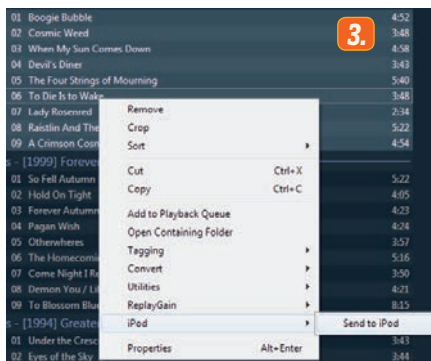 01 Boogie Bubble 4:52
02 Cosmic Weed 3:48
3.
03 When My Sun Comes Down 4:58
04 Devil's Diner 3:43
05 The Four Strings of Mourning 5:40
06 To Die Is to Wake 3:48
07 Lady Rosenred 2:34
08 Raistlin And The 5:22
09 A Crimson Cosm 4:54
s - [1999] Foreve
01 So Fell Autumn 5:22
02 Hold On Tight 4:05
03 Forever Autumn 4:23
04 Pagan Wish 4:24
05 Otherwheres 3:57
06 The Homecomi 5:16
07 Come Night I Re 3:50
08 Demon You / Lil 4:21
09 To Blossom Blue 8:15
s - [1994] Greate
01 Under the Cresc 3:43
02 Eyes of the Sky 3:44
Remove
Crop
Sort
Cut Ctrl+X
Copy Ctrl+C
Add to Playback Queue
Open Containing Folder
Tagging
Convert
Utilities
ReplayGain
iPod
Send to iPod
Properties Alt+Enter